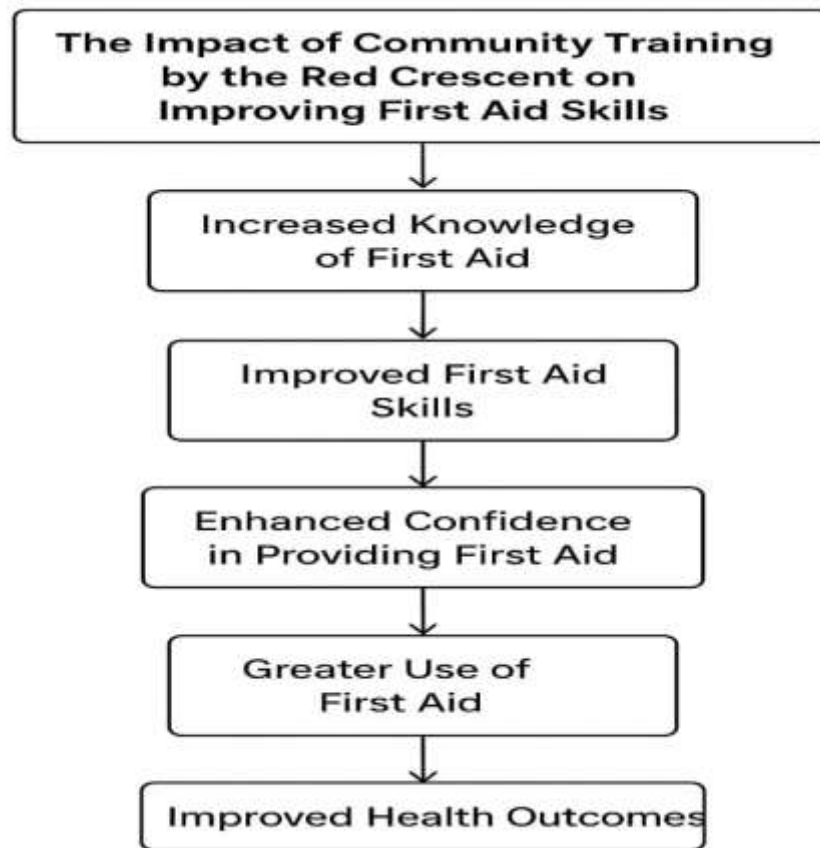 The Impact of Community Training
by the Red Crescent on
Improving First Aid Skills
Increased Knowledge
of First Aid
Improved First Aid
Skills
Enhanced Confidence
in Providing First Aid
Greater Use of
First Aid
Improved Health Outcomes